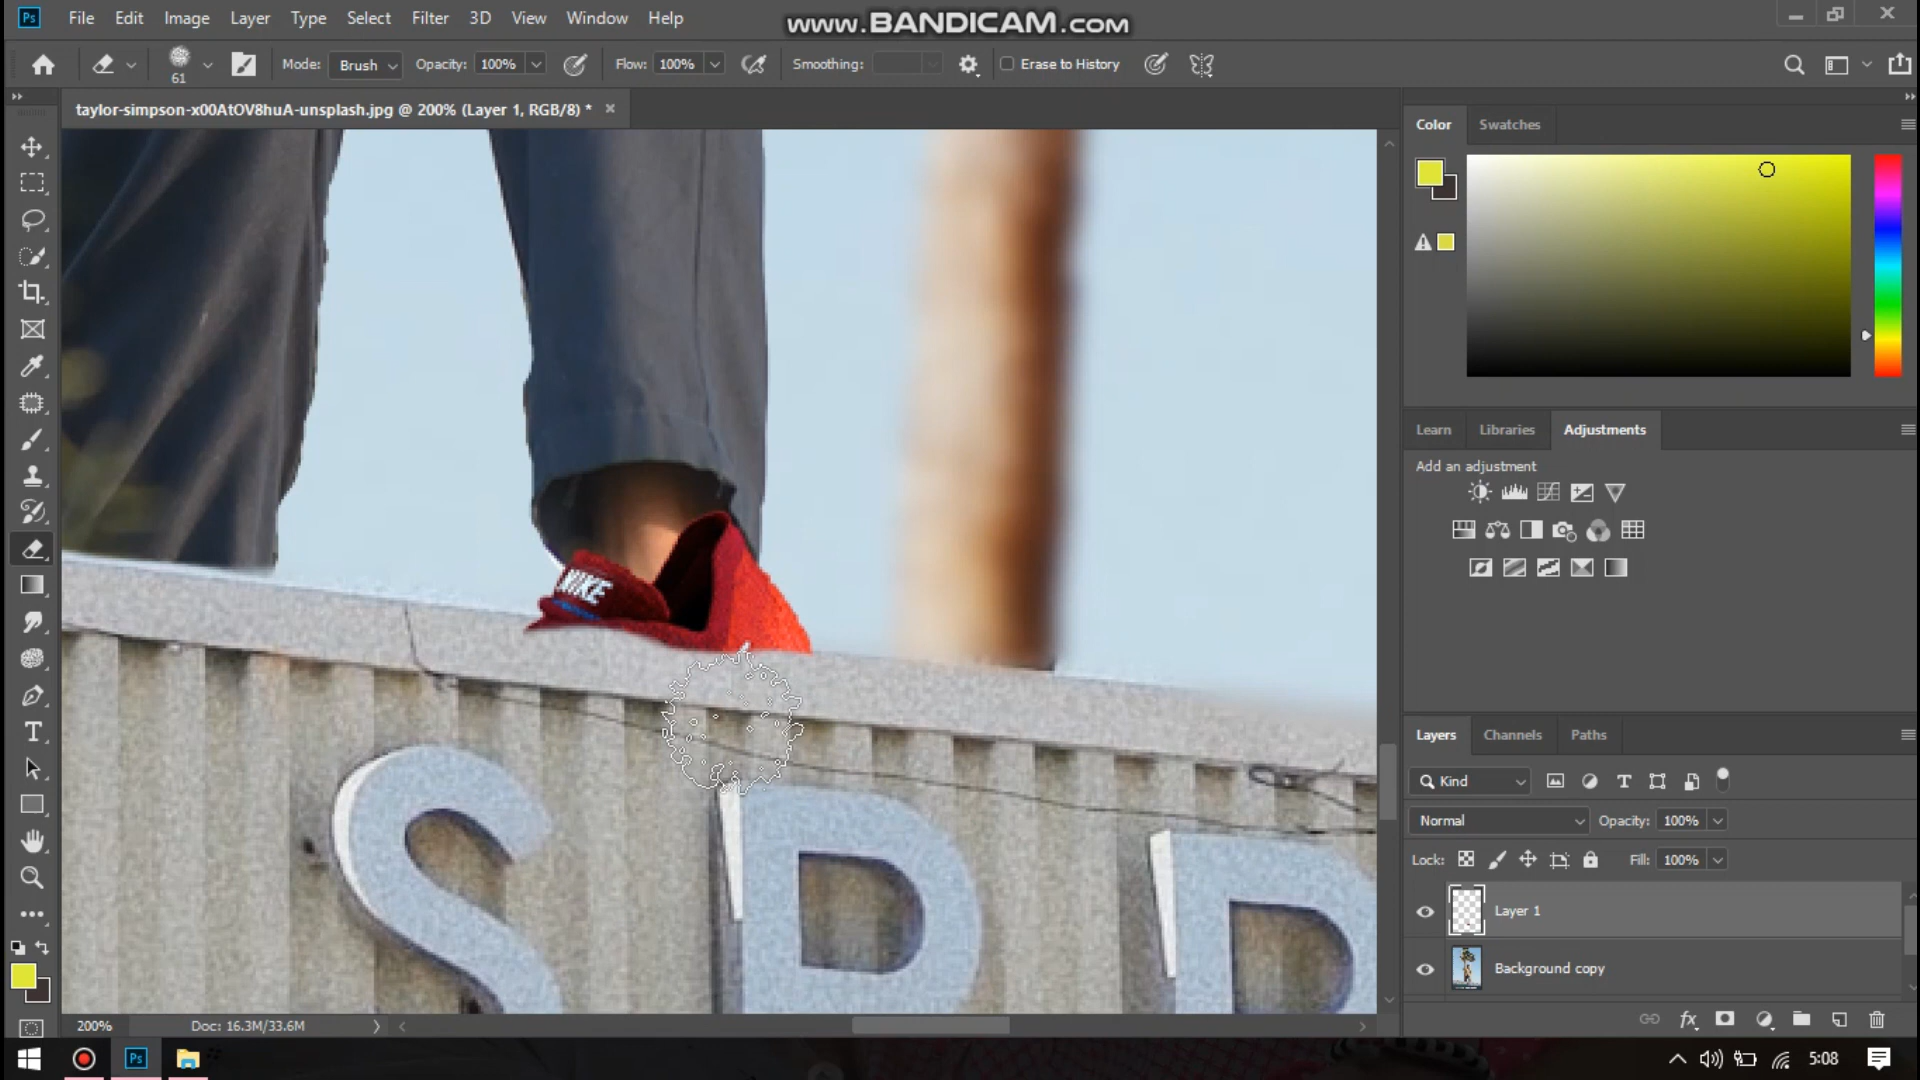 Ps File Edit Image Layer Type Select Filter 3D View Window Help
www.BANDICAM.com
61 Mode: Brush Opacity: 100% Flow: 100% Smoothing: Erase to History
taylor-simpson-x00AtOV8huA-unsplash.jpg @ 200% (Layer 1, RGB/8) * ×
Color Swatches
Learn Libraries Adjustments
Add an adjustment
NIKE
S P
Layers Channels Paths
Kind
Normal Opacity: 100%
Lock: Fill: 100%
Layer 1
Background copy
200% Doc: 16.3M/33.6M
Ps 5:08